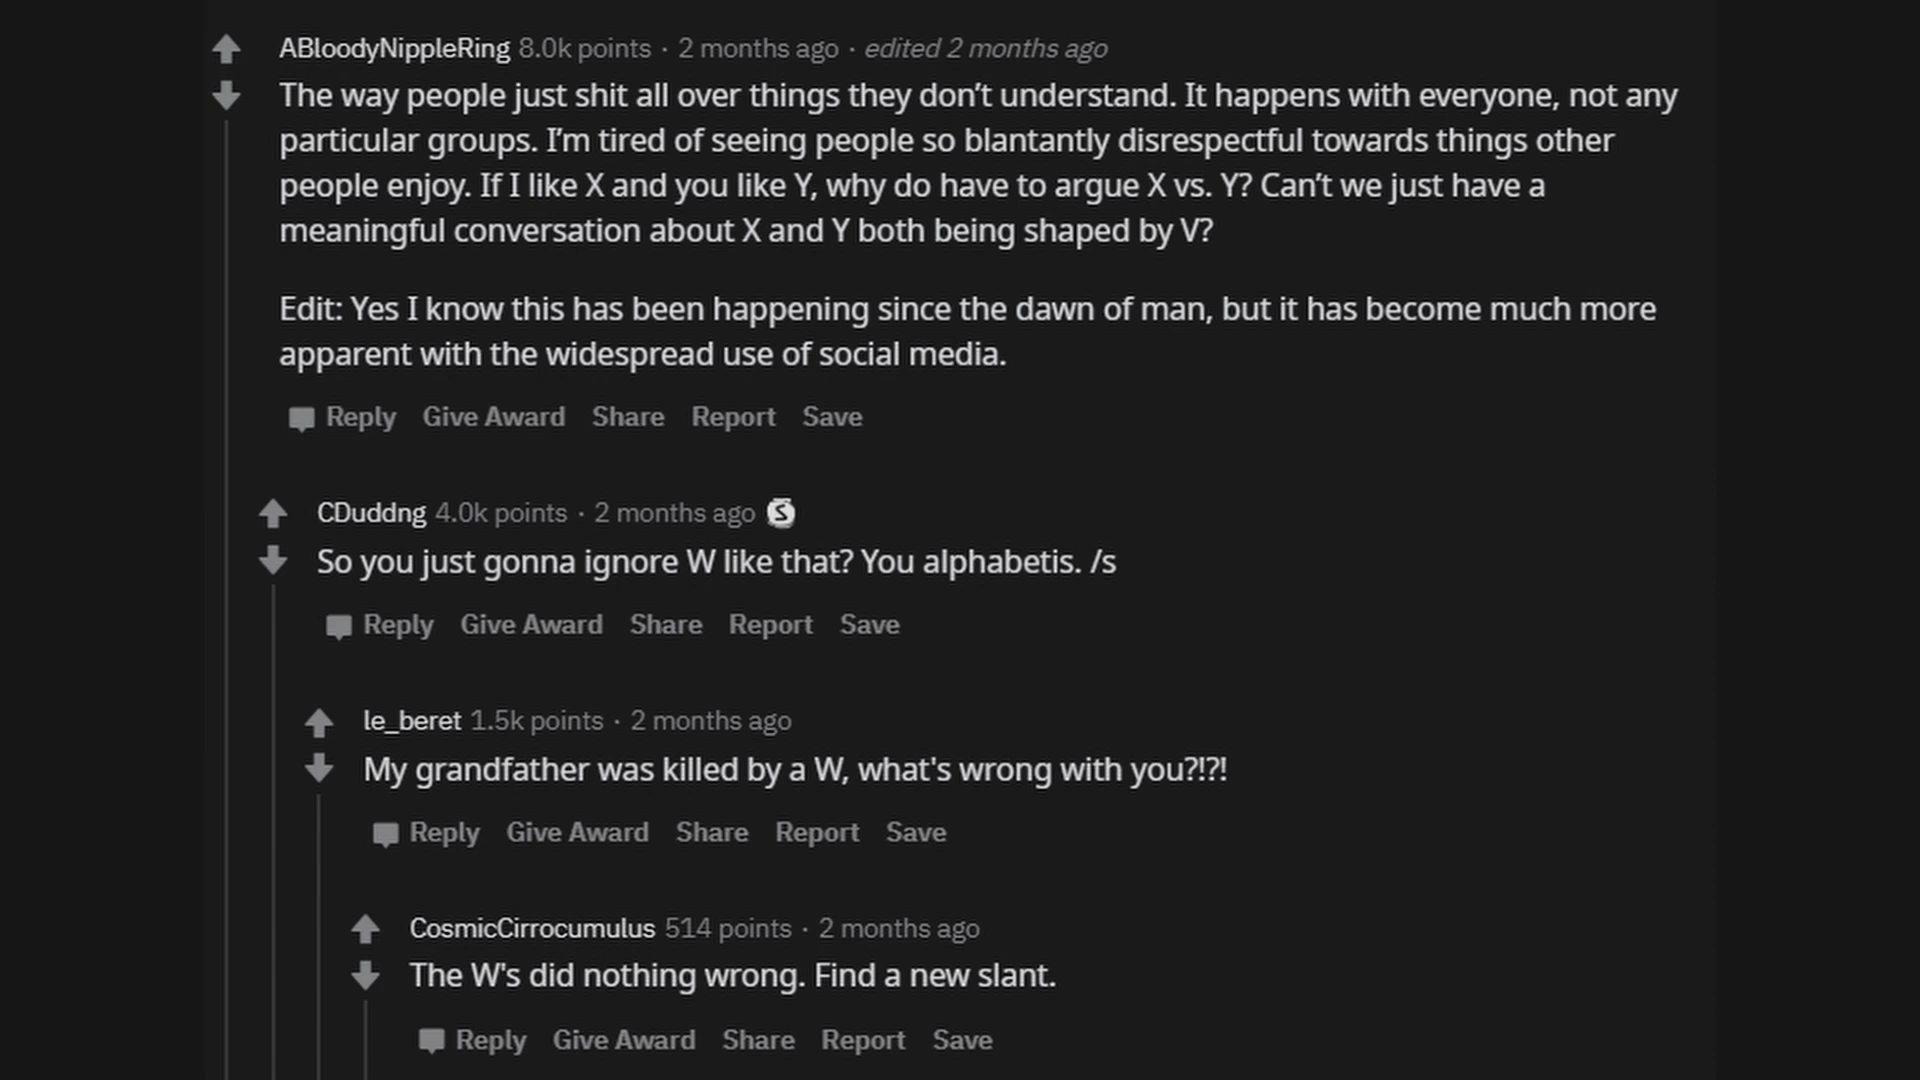 ABloodyNippleRing 8.0k points · 2 months ago · edited 2 months ago
The way people just shit all over things they don’t understand. It happens with everyone, not any
particular groups. I’m tired of seeing people so blantantly disrespectful towards things other
people enjoy. If I like X and you like Y, why do have to argue X vs. Y? Can’t we just have a
meaningful conversation about X and Y both being shaped by V?
Edit: Yes I know this has been happening since the dawn of man, but it has become much more
apparent with the widespread use of social media.
Reply Give Award Share Report Save
CDuddng 4.0k points · 2 months ago S
So you just gonna ignore W like that? You alphabetis. /s
Reply Give Award Share Report Save
le_beret 1.5k points · 2 months ago
My grandfather was killed by a W, what's wrong with you?!?!
Reply Give Award Share Report Save
CosmicCirrocumulus 514 points · 2 months ago
The W's did nothing wrong. Find a new slant.
Reply Give Award Share Report Save